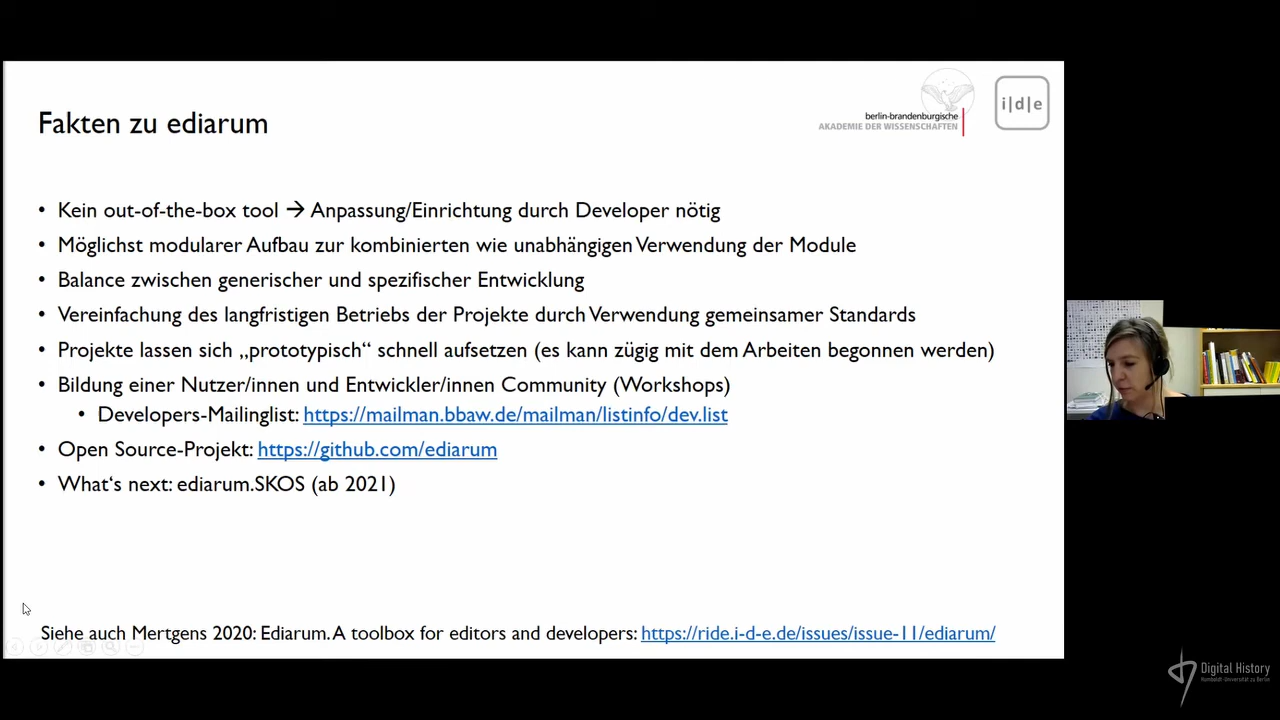 berlin-brandenburgische
AKADEMIE DER WISSENSCHAFTEN
i|d|e
Fakten zu ediarum
• Kein out-of-the-box tool → Anpassung/Einrichtung durch Developer nötig
• Möglichst modularer Aufbau zur kombinierten wie unabhängigen Verwendung der Module
• Balance zwischen generischer und spezifischer Entwicklung
• Vereinfachung des langfristigen Betriebs der Projekte durch Verwendung gemeinsamer Standards
• Projekte lassen sich „prototypisch“ schnell aufsetzen (es kann zügig mit dem Arbeiten begonnen werden)
• Bildung einer Nutzer/innen und Entwickler/innen Community (Workshops)
• Developers-Mailinglist: https://mailman.bbaw.de/mailman/listinfo/dev.list
• Open Source-Projekt: https://github.com/ediarum
• What‘s next: ediarum.SKOS (ab 2021)
Siehe auch Mertgens 2020: Ediarum. A toolbox for editors and developers: https://ride.i-d-e.de/issues/issue-11/ediarum/
Digital History
Humboldt-Universität zu Berlin